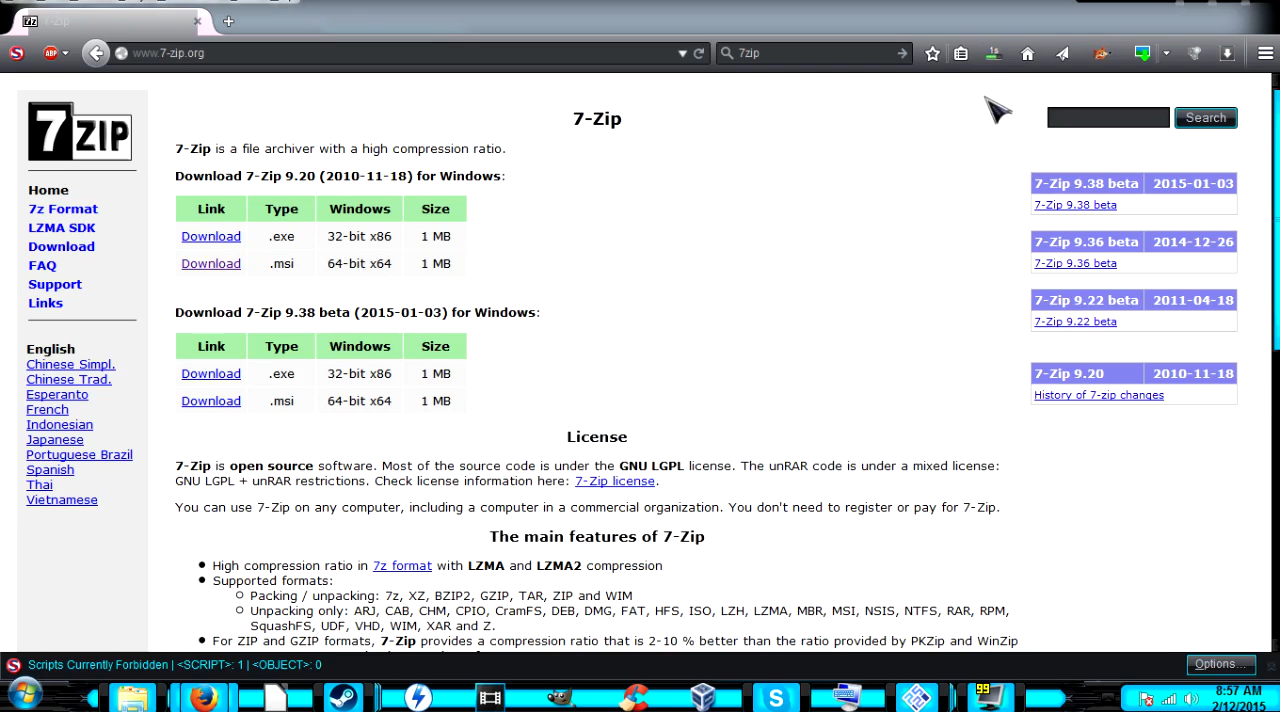 7-Zip
ABP
www.7-zip.org
7zip
7 ZIP
Home
7z Format
LZMA SDK
Download
FAQ
Support
Links
English
Chinese Simpl.
Chinese Trad.
Esperanto
French
Indonesian
Japanese
Portuguese Brazil
Spanish
Thai
Vietnamese
7-Zip
7-Zip is a file archiver with a high compression ratio.
Download 7-Zip 9.20 (2010-11-18) for Windows:
Link Type Windows Size
Download .exe 32-bit x86 1 MB
Download .msi 64-bit x64 1 MB
Download 7-Zip 9.38 beta (2015-01-03) for Windows:
Link Type Windows Size
Download .exe 32-bit x86 1 MB
Download .msi 64-bit x64 1 MB
License
7-Zip is open source software. Most of the source code is under the GNU LGPL license. The unRAR code is under a mixed license:
GNU LGPL + unRAR restrictions. Check license information here: 7-Zip license.
You can use 7-Zip on any computer, including a computer in a commercial organization. You don't need to register or pay for 7-Zip.
The main features of 7-Zip
High compression ratio in 7z format with LZMA and LZMA2 compression
Supported formats:
Packing / unpacking: 7z, XZ, BZIP2, GZIP, TAR, ZIP and WIM
Unpacking only: ARJ, CAB, CHM, CPIO, CramFS, DEB, DMG, FAT, HFS, ISO, LZH, LZMA, MBR, MSI, NSIS, NTFS, RAR, RPM,
SquashFS, UDF, VHD, WIM, XAR and Z.
For ZIP and GZIP formats, 7-Zip provides a compression ratio that is 2-10 % better than the ratio provided by PKZip and WinZip
Search
7-Zip 9.38 beta 2015-01-03
7-Zip 9.38 beta
7-Zip 9.36 beta 2014-12-26
7-Zip 9.36 beta
7-Zip 9.22 beta 2011-04-18
7-Zip 9.22 beta
7-Zip 9.20 2010-11-18
History of 7-zip changes
Scripts Currently Forbidden | <SCRIPT>: 1 | <OBJECT>: 0
Options...
99
8:57 AM
2/12/2015